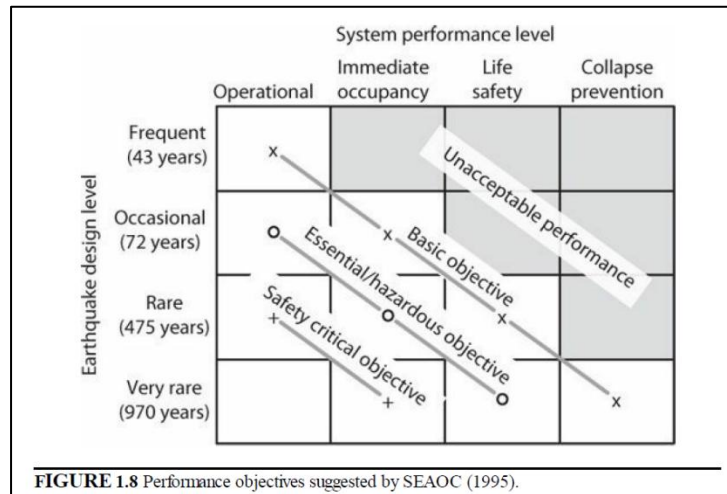 System performance level
Immediate Life Collapse
Operational occupancy safety prevention
Earthquake design level
Frequent
(43 years)
Occasional
(72 years)
Rare
(475 years)
Very rare
(970 years)
Unacceptable performance
Basic objective
Essential/hazardous objective
Safety critical objective
FIGURE 1.8 Performance objectives suggested by SEAOC (1995).